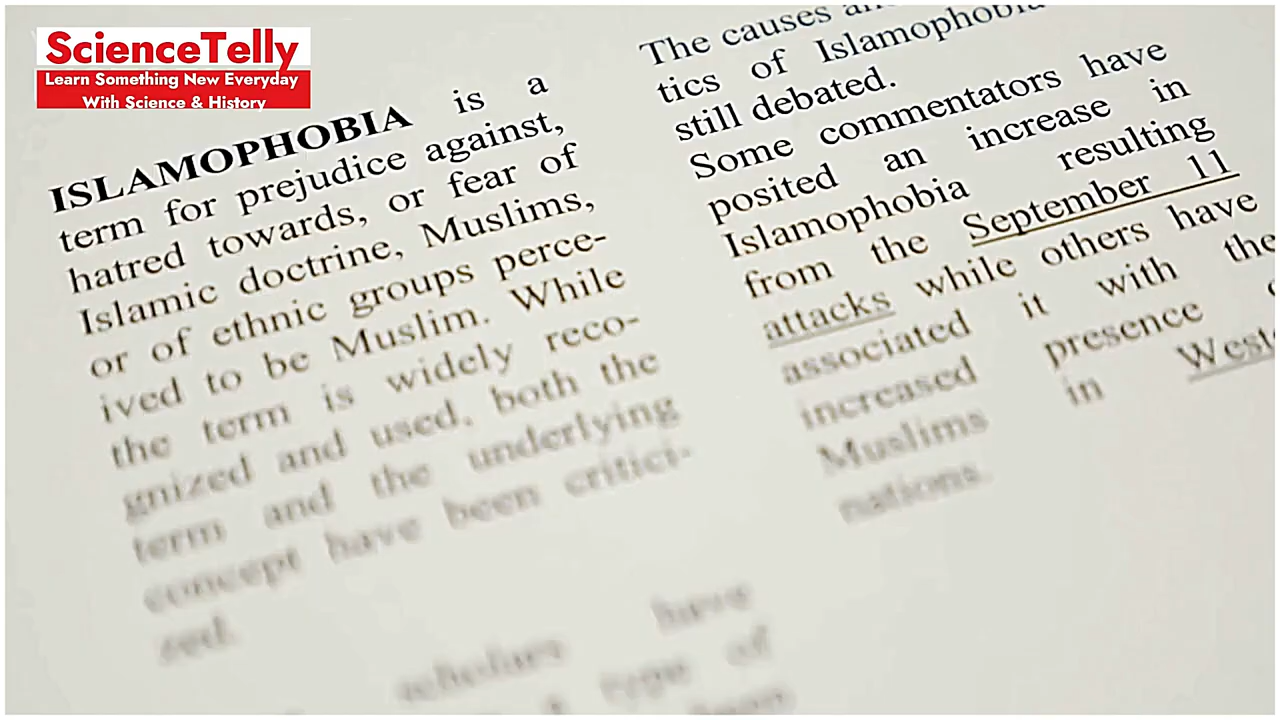 ScienceTelly
Learn Something New Everyday
With Science & History
ISLAMOPHOBIA is a
term for prejudice against,
hatred towards, or fear of
Islamic doctrine, Muslims,
or of ethnic groups perce-
ived to be Muslim. While
the term is widely reco-
gnized and used, both the
term and the underlying
concept have been critici-
zed.
scholars have
type of
The causes
tics of Islamophobia
still debated.
Some commentators have
posited an increase in
Islamophobia resulting
from the September 11
attacks while others have
associated it with the
increased presence
Muslims in
nations.